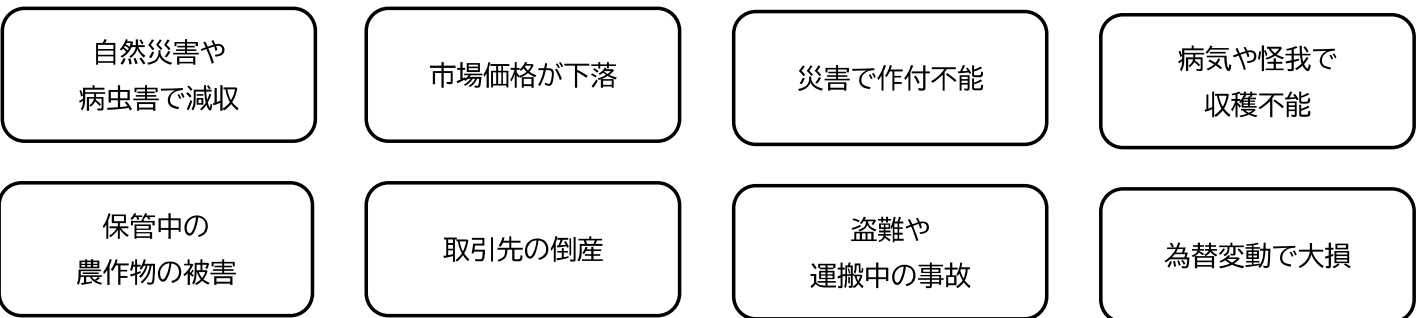 自然災害や
病虫害で減収
市場価格が下落
災害で作付不能
病気や怪我で
収穫不能
保管中の
農作物の被害
取引先の倒産
盗難や
運搬中の事故
為替変動で大損